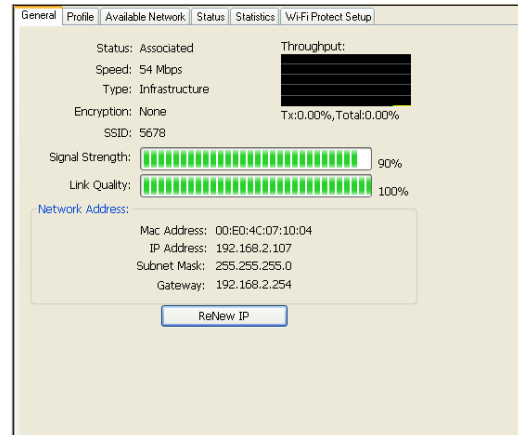 General Profile Available Network Status Statistics Wi-Fi Protect Setup
Status: Associated
Throughput:
Speed: 54 Mbps
Type: Infrastructure
Encryption: None
Tx:0.00%, Total:0.00%
SSID: 5678
Signal Strength: 90%
Link Quality: 100%
Network Address:
Mac Address: 00:E0:4C:07:10:04
IP Address: 192.168.2.107
Subnet Mask: 255.255.255.0
Gateway: 192.168.2.254
ReNew IP